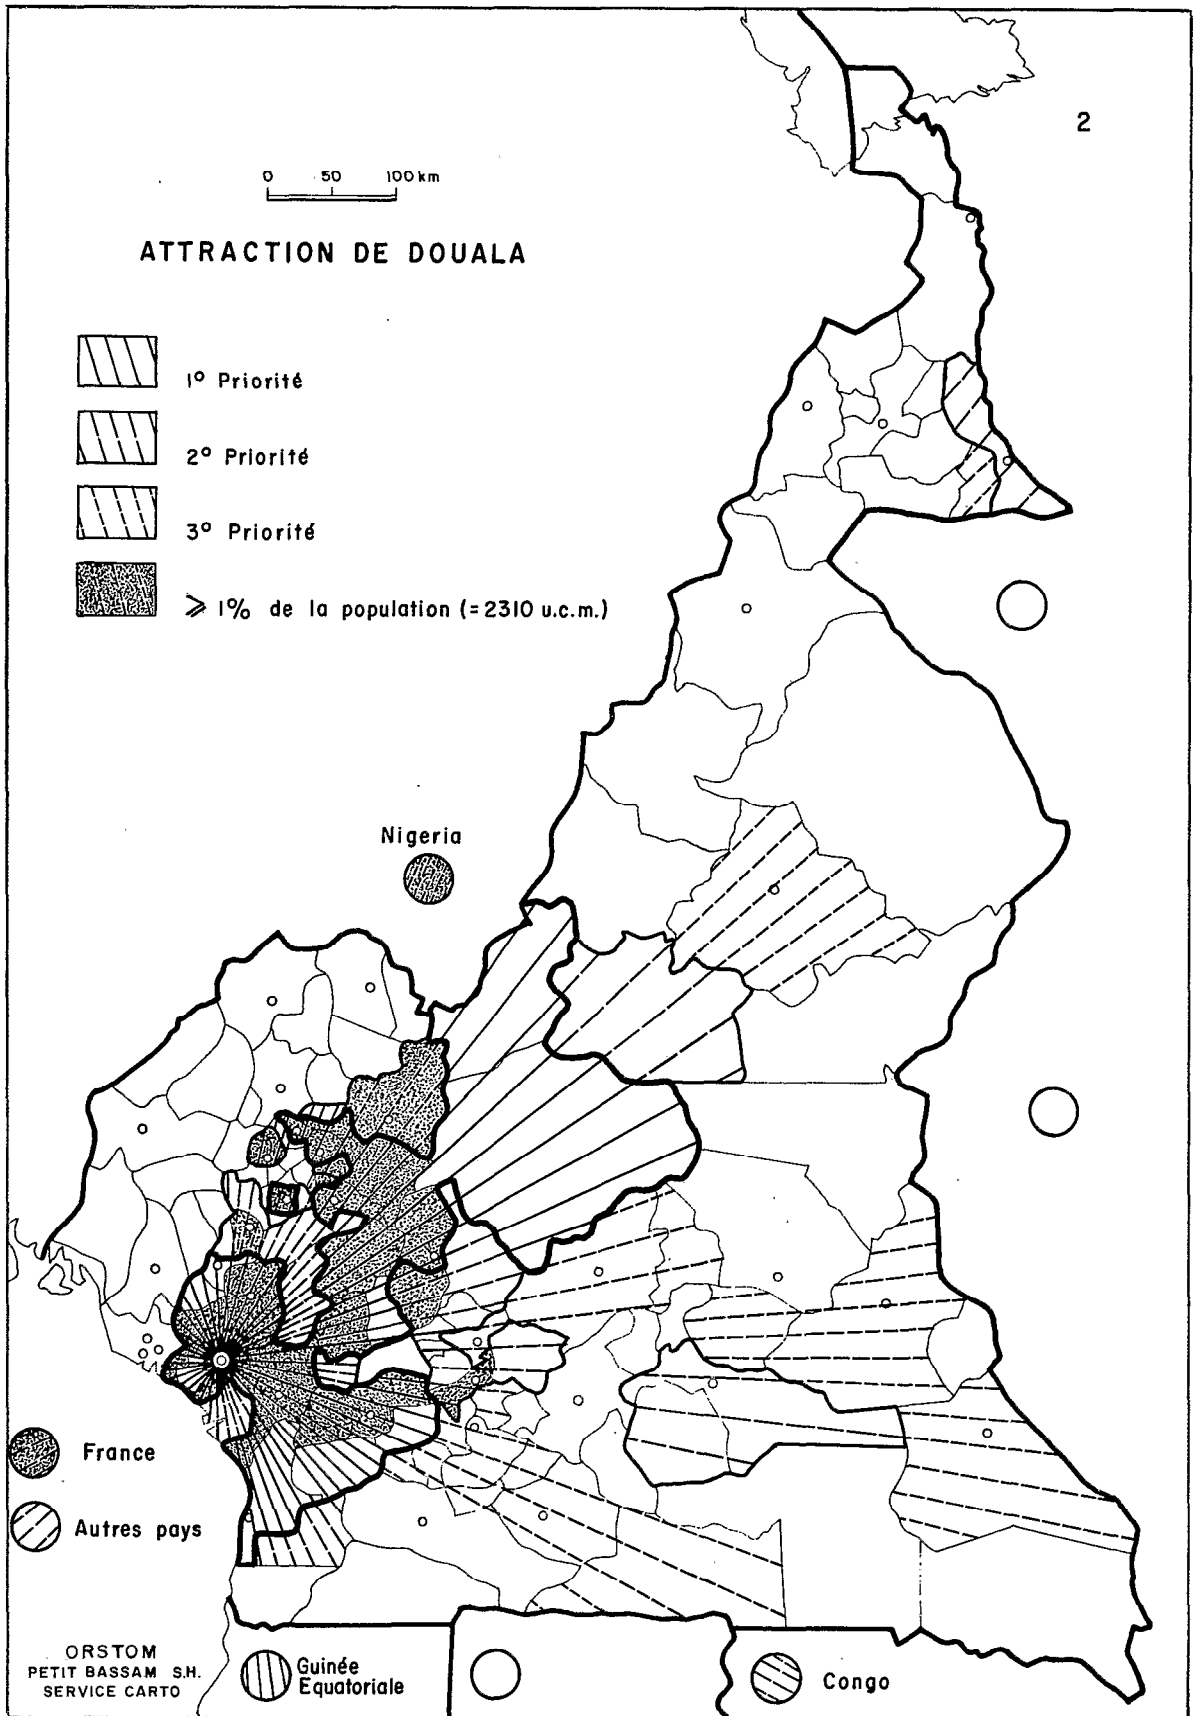 2
0 50 100 km
ATTRACTION DE DOUALA
1° Priorité
2° Priorité
3° Priorité
⩾ 1% de la population (= 2310 u.c.m.)
Nigeria
France
Autres pays
ORSTOM
PETIT BASSAM S.H.
SERVICE CARTO
Guinée
Equatoriale
Congo